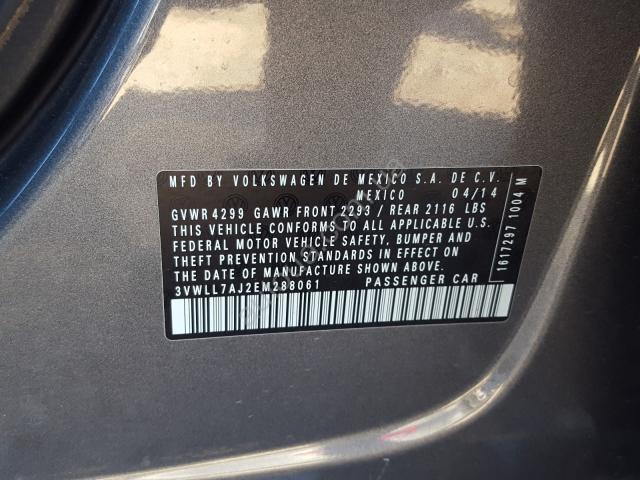 MFD BY VOLKSWAGEN DE MEXICO S.A. DE C.V.
MEXICO 04/14
GVWR 4299 GAWR FRONT 2293 / REAR 2116 LBS
THIS VEHICLE CONFORMS TO ALL APPLICABLE U.S.
FEDERAL MOTOR VEHICLE SAFETY, BUMPER AND
THEFT PREVENTION STANDARDS IN EFFECT ON
THE DATE OF MANUFACTURE SHOWN ABOVE.
3VWLL7AJ2EM288061 PASSENGER CAR
1617297 1004 M